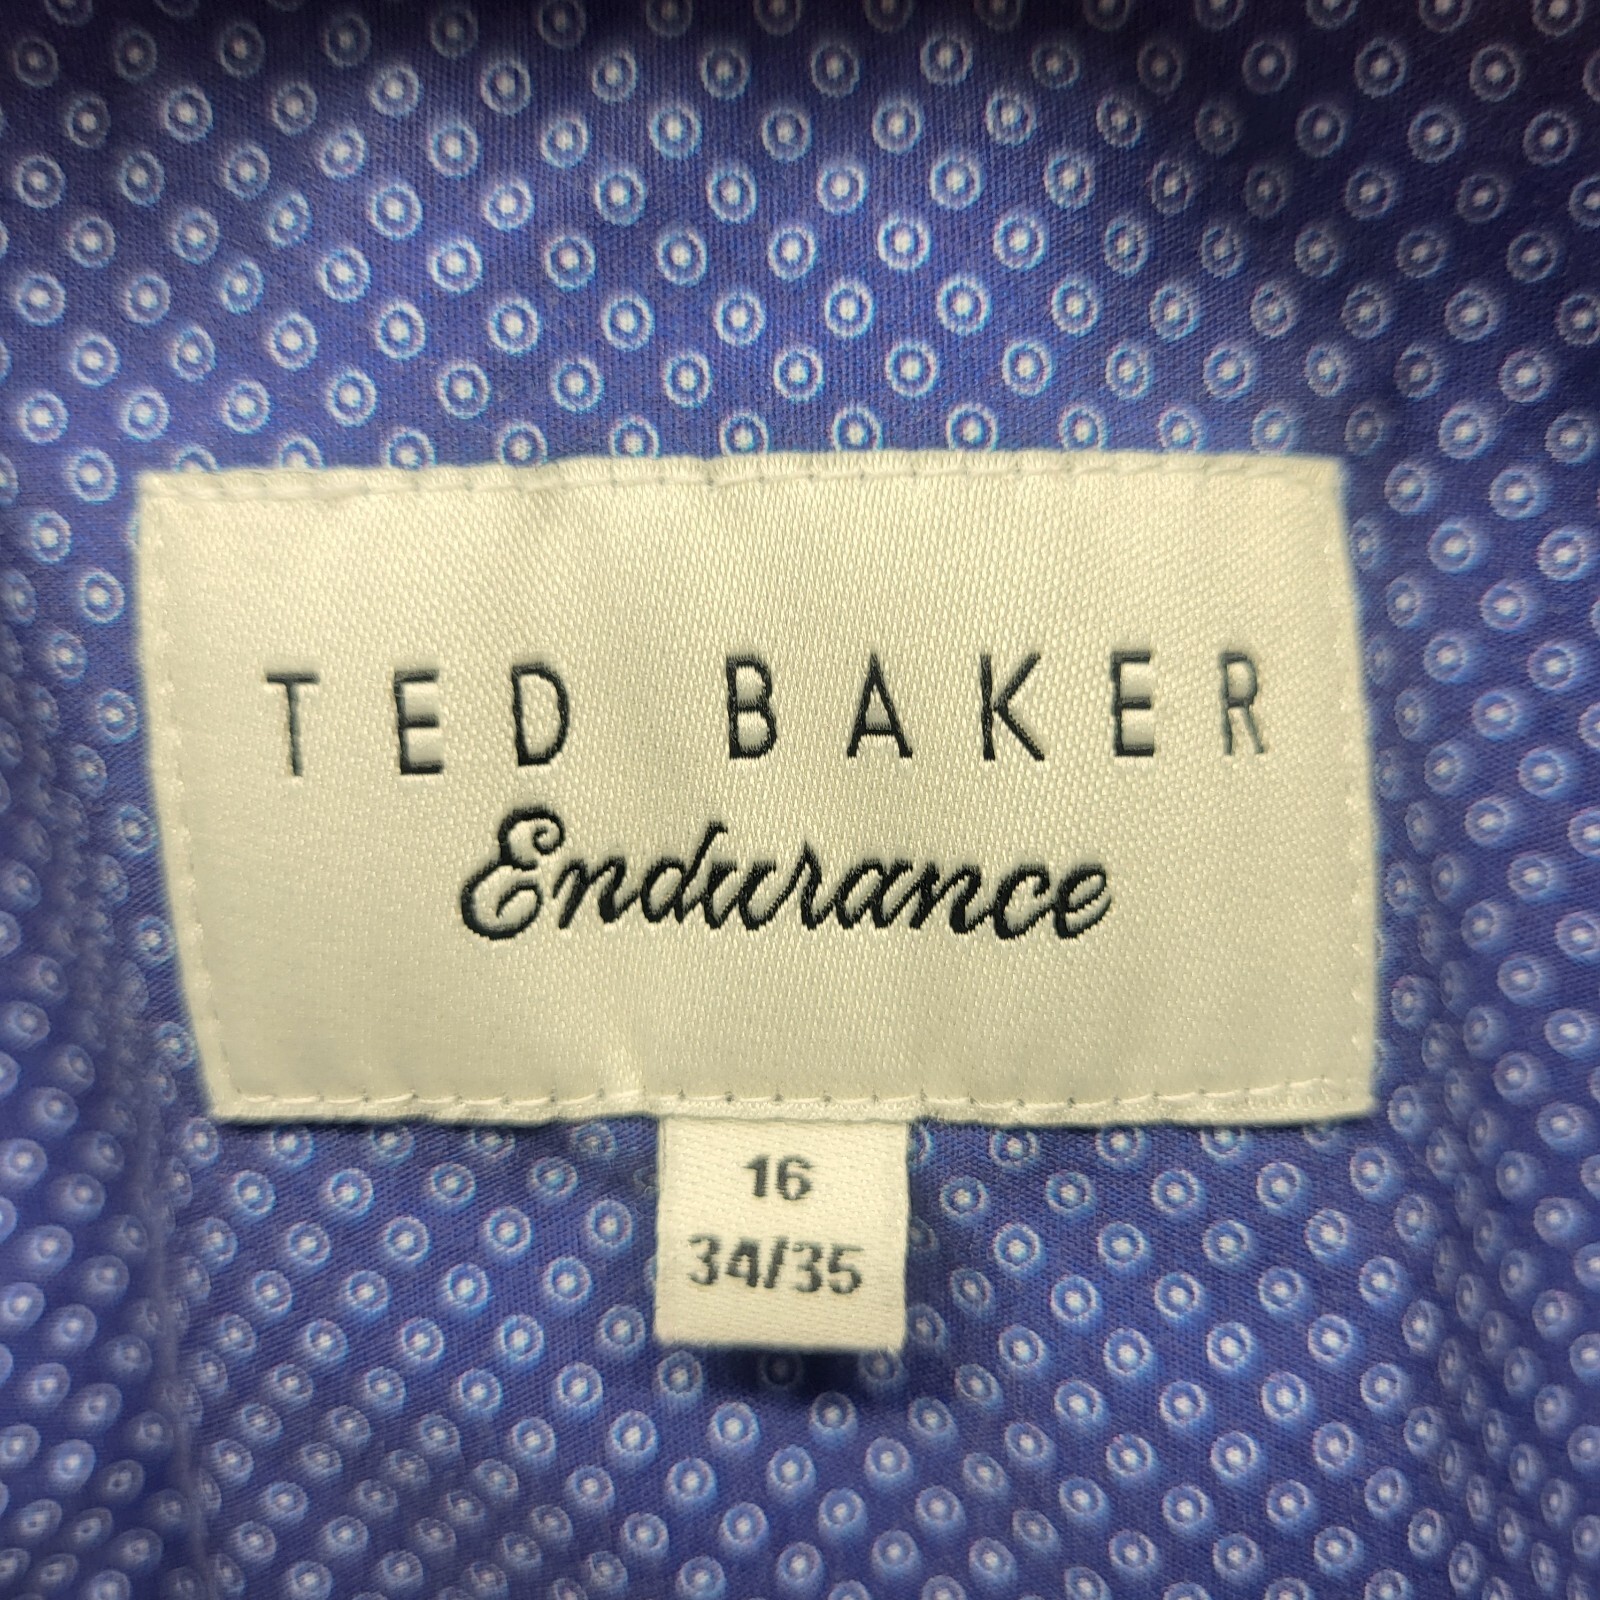 TED BAKER
Endurance
16
34/35